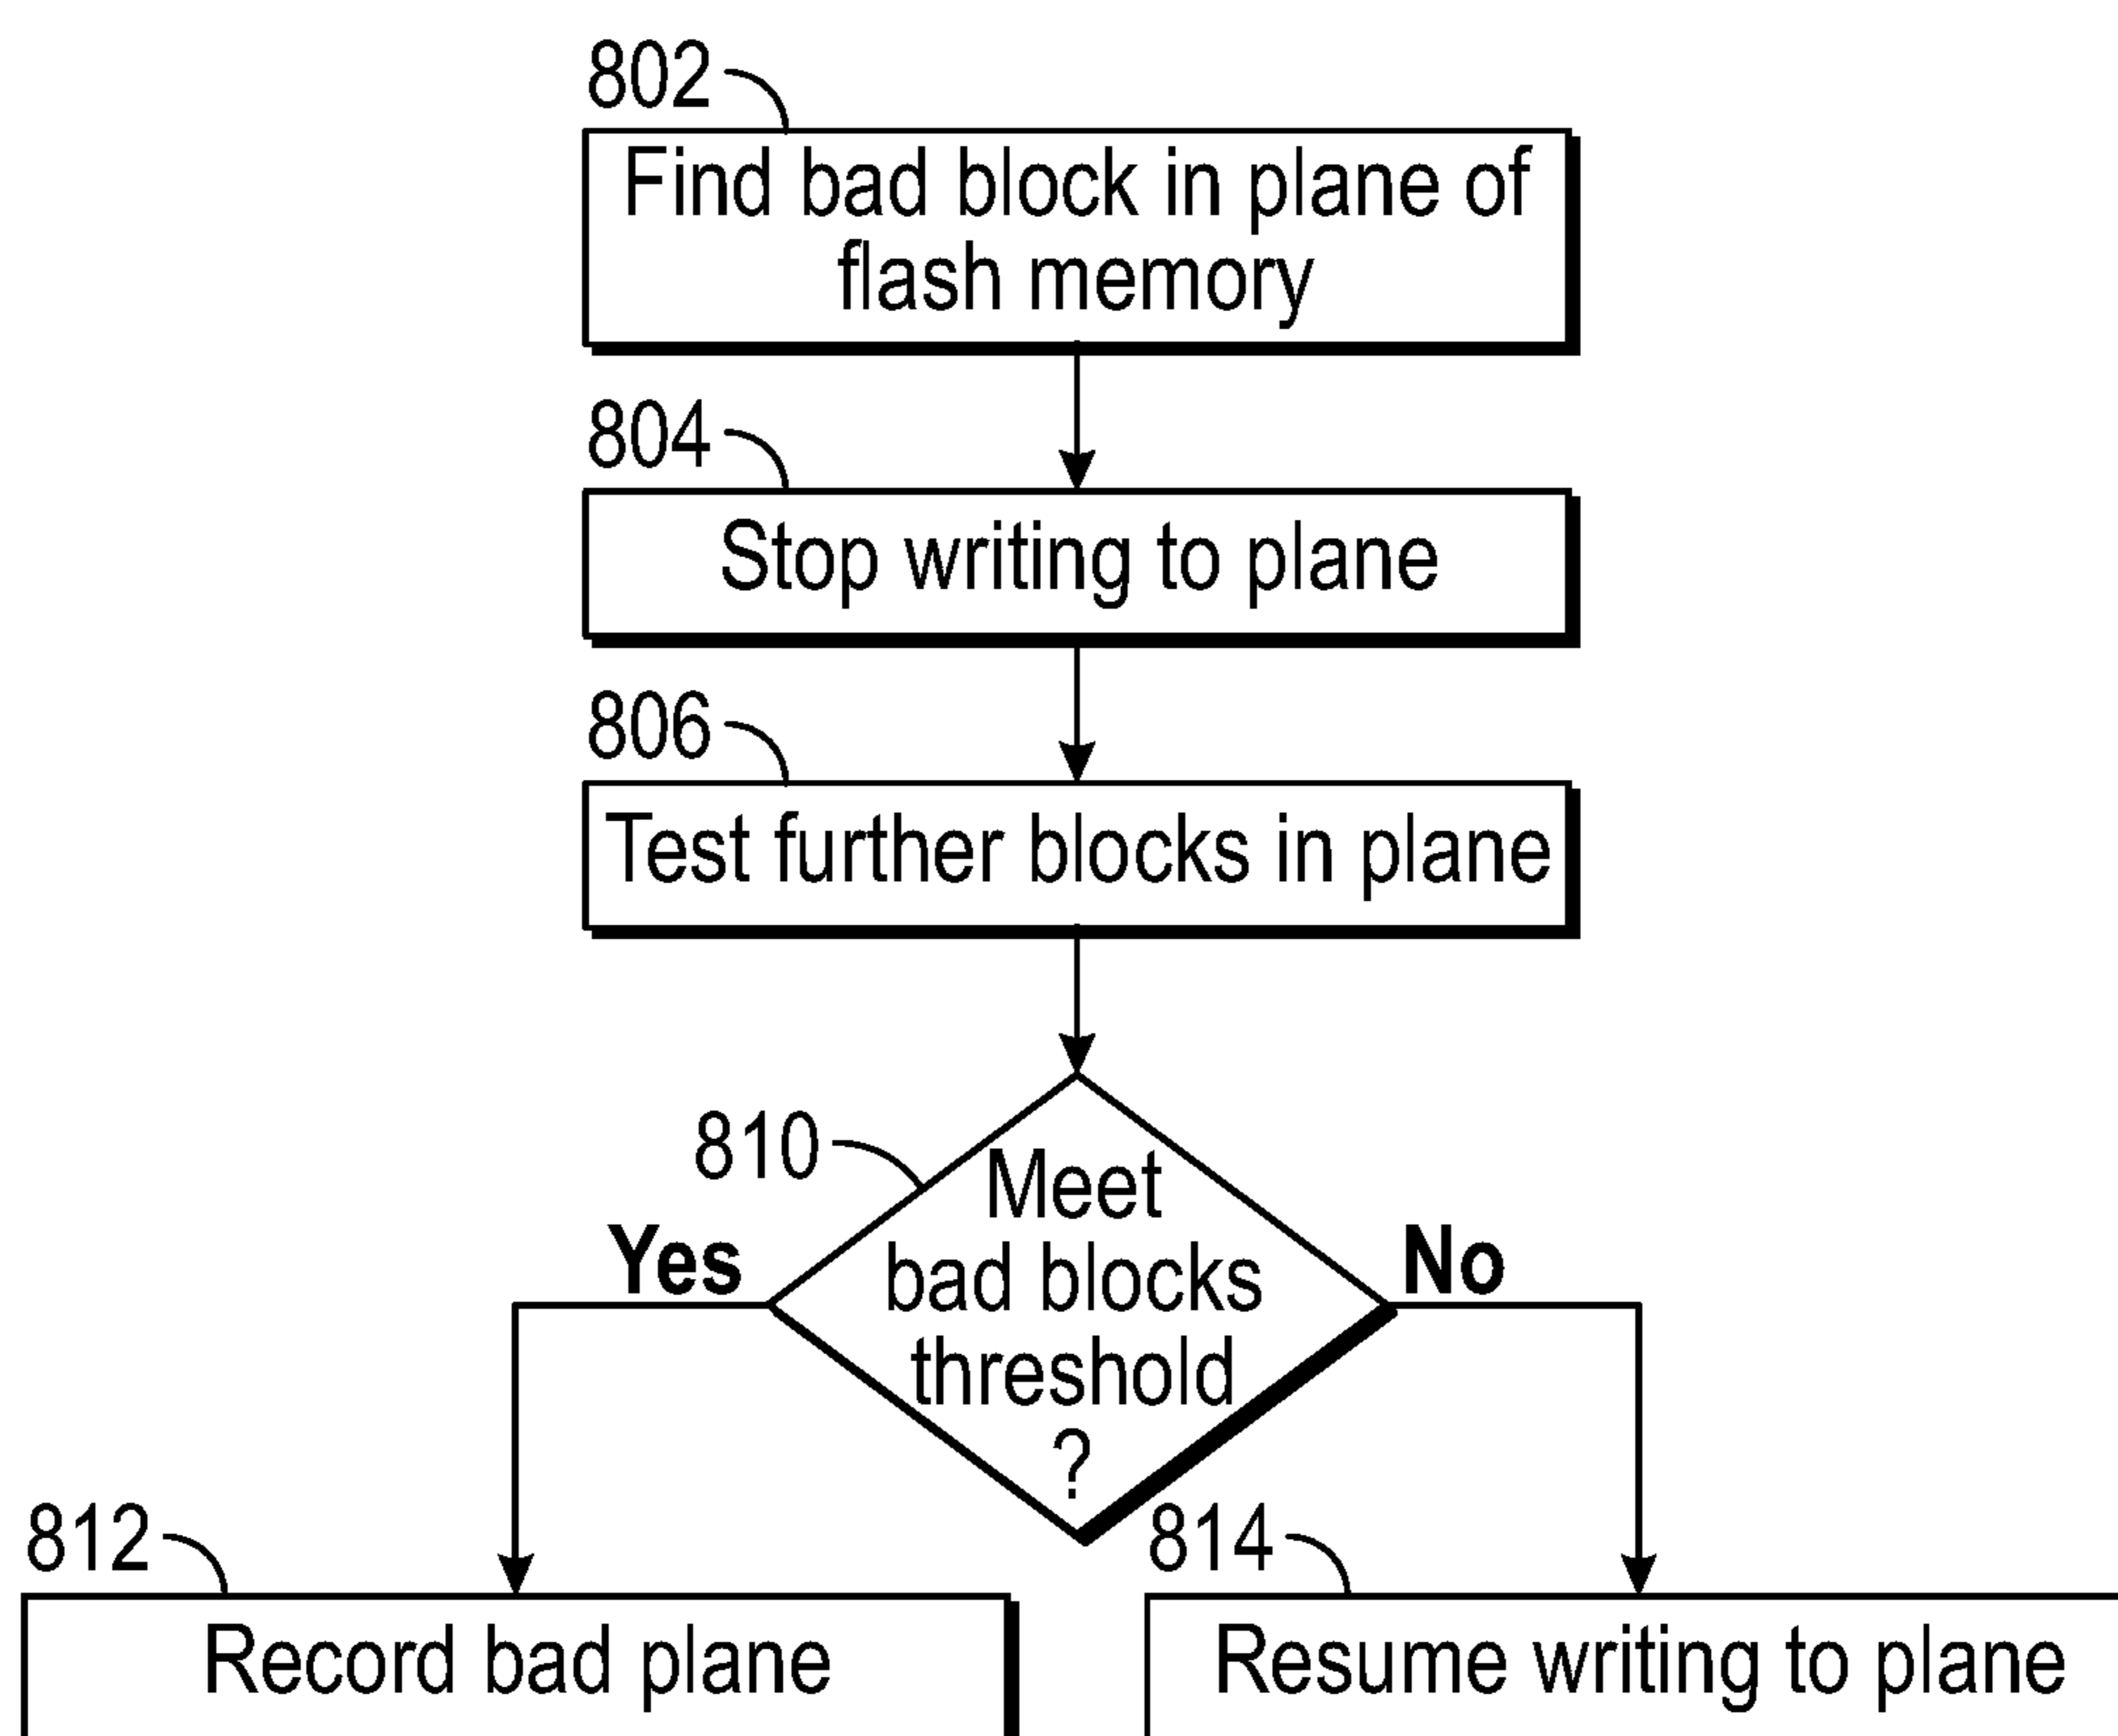 802
Find bad block in plane of
flash memory
804
Stop writing to plane
806
Test further blocks in plane
810
Meet
bad blocks
threshold
?
Yes
No
812
Record bad plane
814
Resume writing to plane